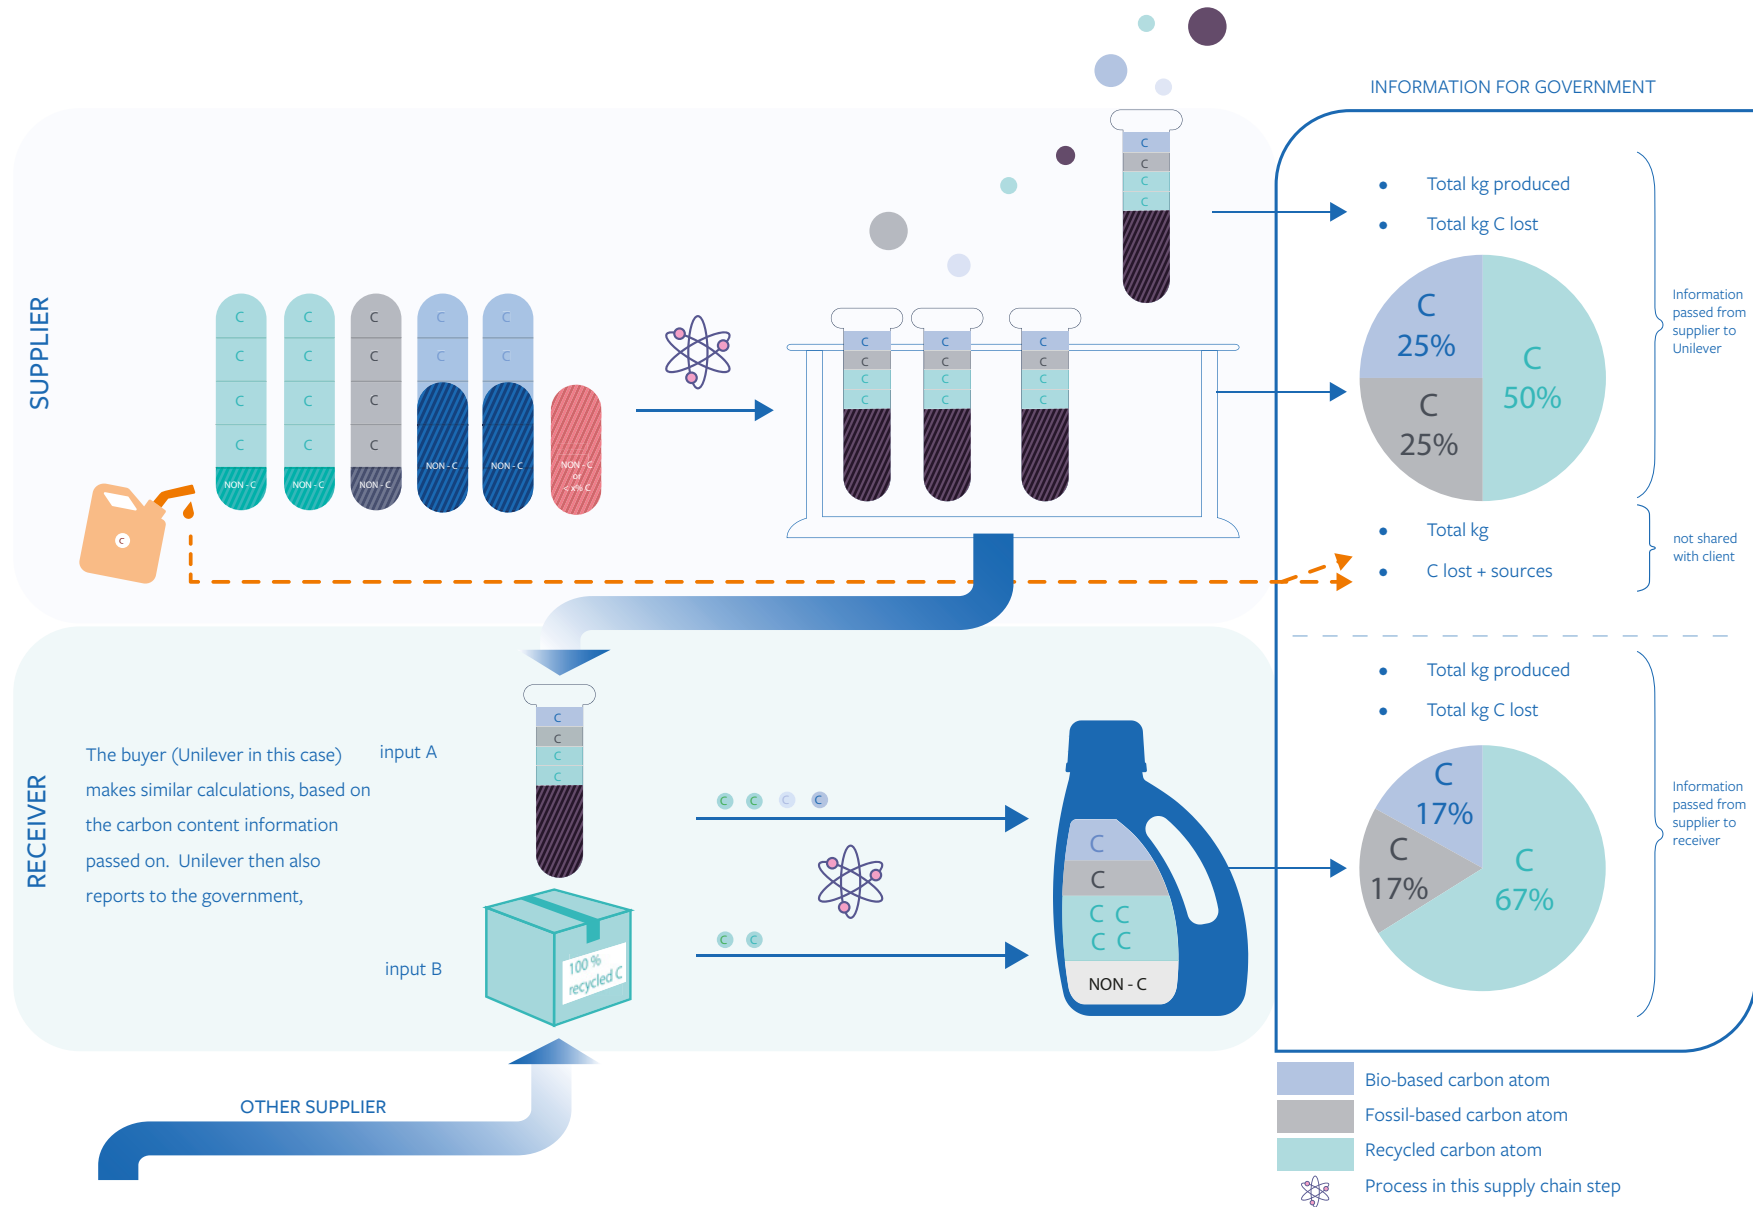 INFORMATION FOR GOVERNMENT
SUPPLIER
C C C C C
C C C C C
C C C
C C C
NON - C NON - C NON - C NON - C NON - C
NON - C
or
< x% C
C
C
C
C
C
C C C
C C C
C C C
C C C
• Total kg produced
• Total kg C lost
C
25%
C
50%
C
25%
Information
passed from
supplier to
Unilever
• Total kg
• C lost + sources
not shared
with client
RECEIVER
The buyer (Unilever in this case)
makes similar calculations, based on
the carbon content information
passed on. Unilever then also
reports to the government,
input A
C
C
C
C
C C C C
input B
100 %
recycled C
C C
C
C
C C
C C
NON - C
• Total kg produced
• Total kg C lost
C
17%
C
17%
C
67%
Information
passed from
supplier to
receiver
OTHER SUPPLIER
Bio-based carbon atom
Fossil-based carbon atom
Recycled carbon atom
Process in this supply chain step